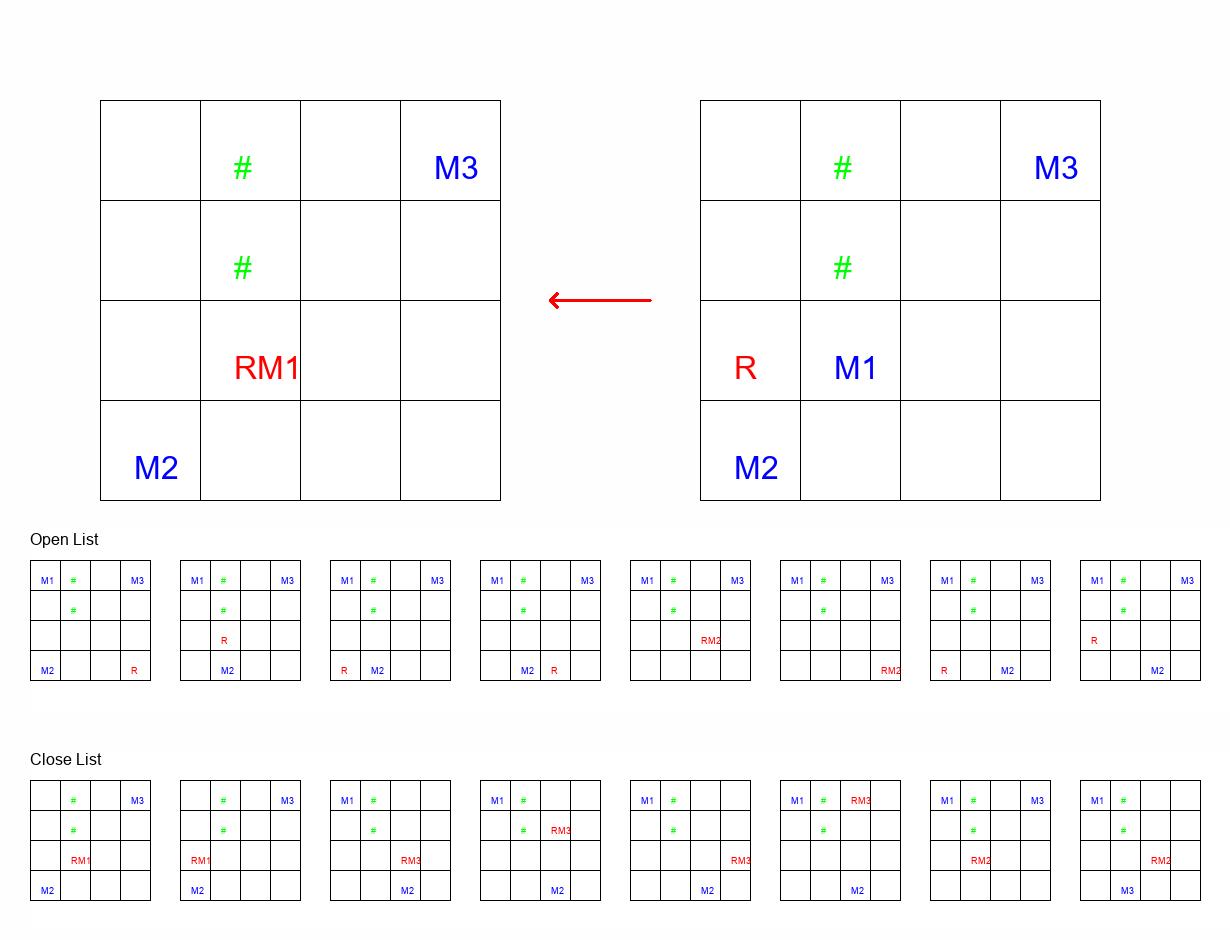 # M3 # M3
# #
RM1 R M1
M2 M2
Open List
M1 # M3 M1 # M3 M1 # M3 M1 # M3 M1 # M3 M1 # M3 M1 # M3 M1 # M3
# # # # # # # #
R RM2 R
M2 R M2 R M2 M2 R RM2 R M2 M2
Close List
# M3 # M3 M1 # M1 # M1 # M1 # RM3 M1 # M3 M1 #
# # # # RM3 # # # #
RM1 RM1 RM3 RM3 RM2 RM2
M2 M2 M2 M2 M2 M2 M3